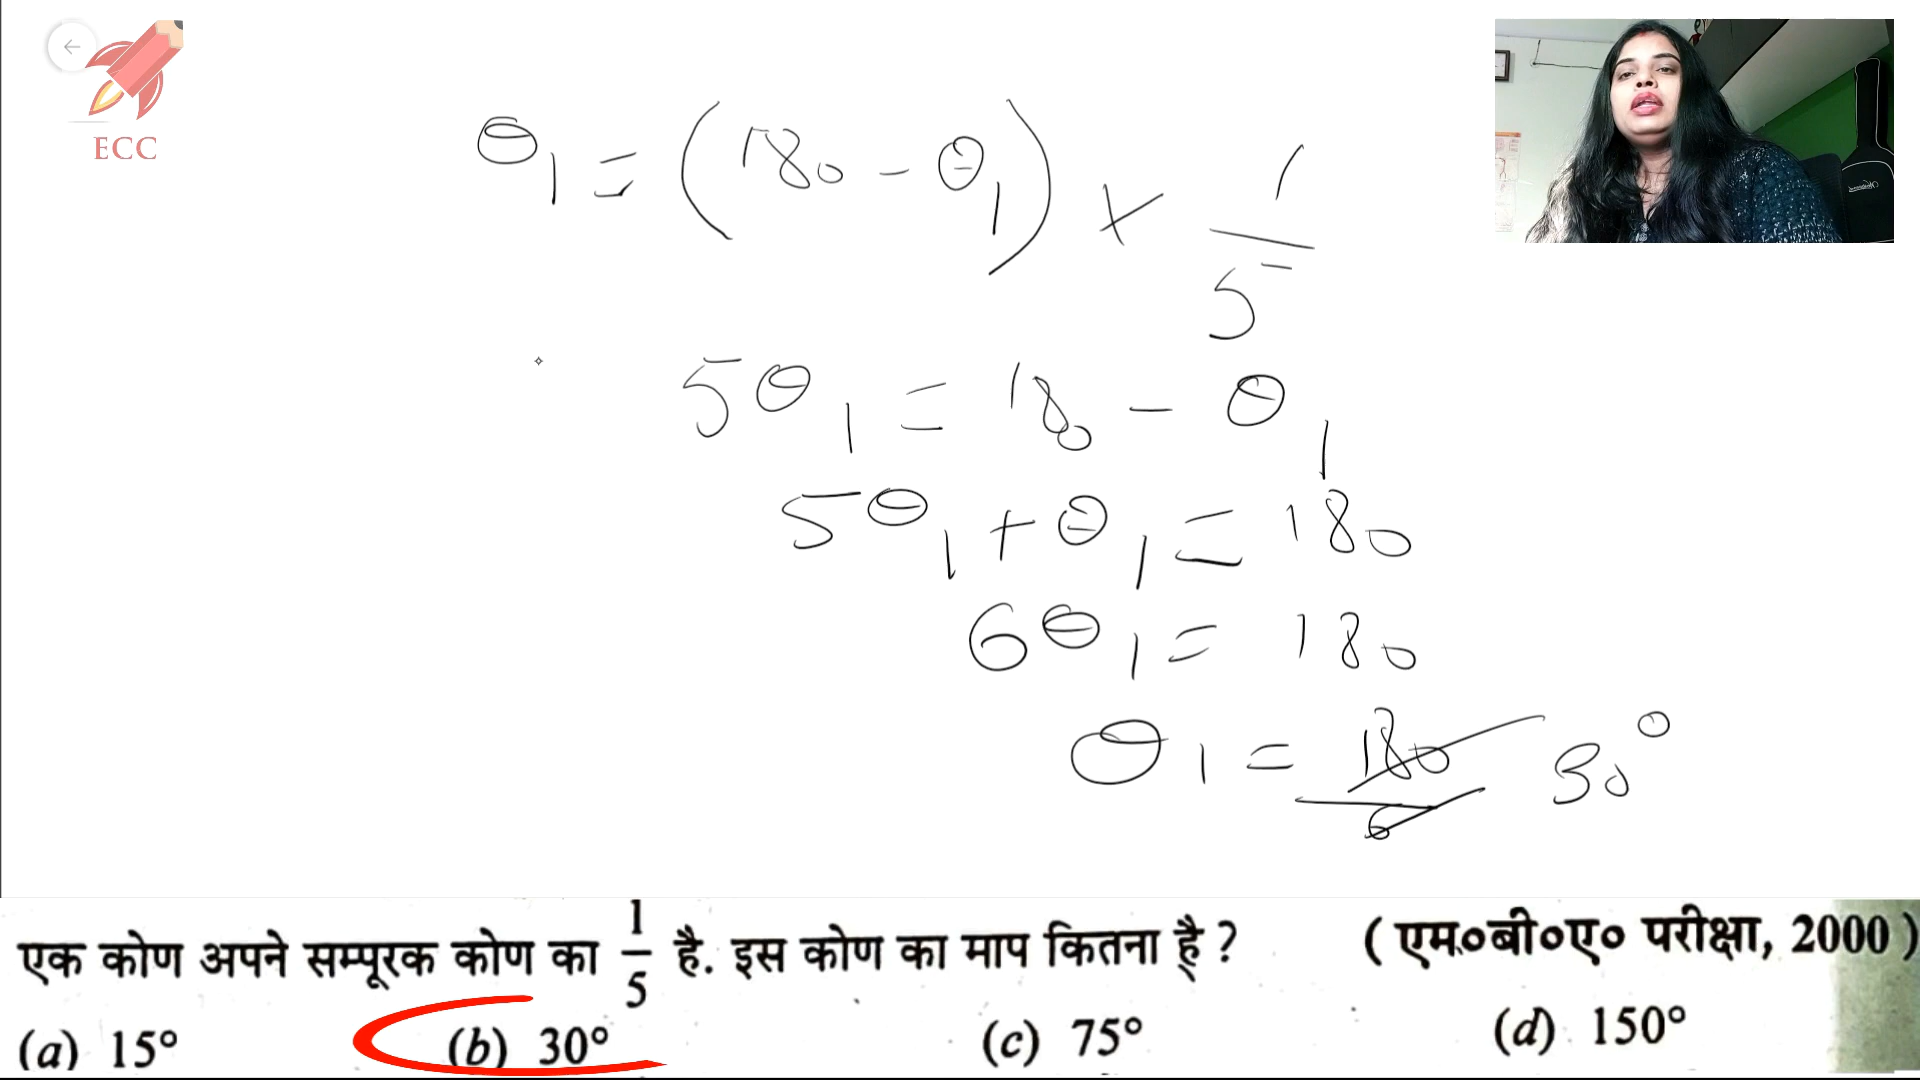 ECC
θ₁ = (180 - θ₁) × 1/5
5θ₁ = 180 - θ₁
5θ₁ + θ₁ = 180
6θ₁ = 180
θ₁ = 180/6 30°
एक कोण अपने सम्पूरक कोण का 1/5 है. इस कोण का माप कितना है ? ( एम०बी०ए० परीक्षा, 2000 )
(a) 15° (b) 30° (c) 75° (d) 150°